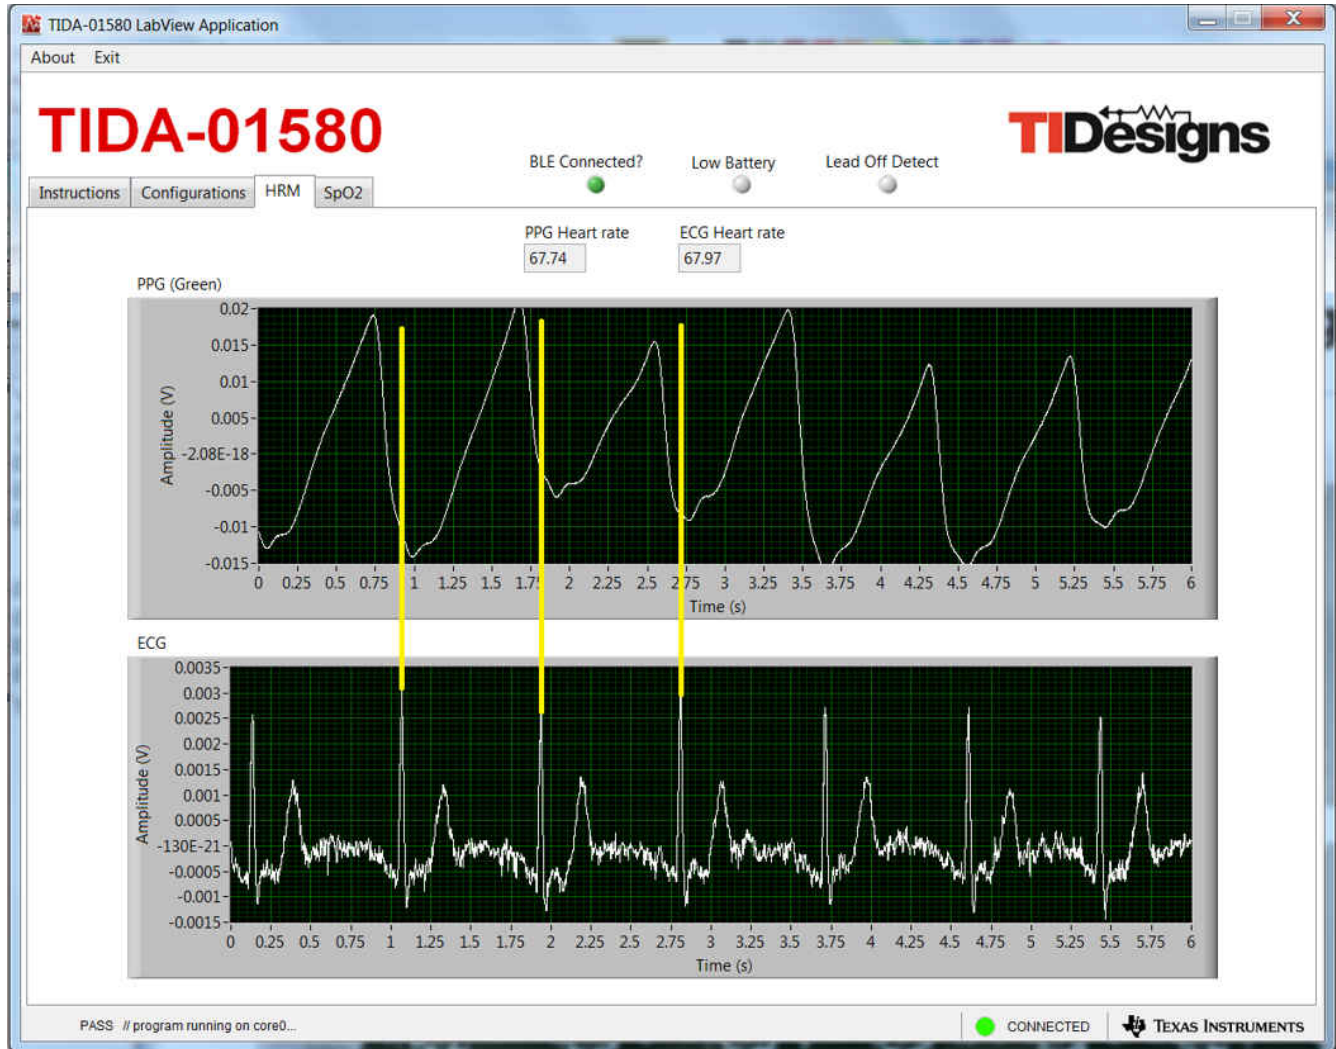 TIDA-01580 LabView Application
About Exit
TIDA-01580
TIDesigns
BLE Connected? Low Battery Lead Off Detect
Instructions Configurations HRM SpO2
PPG Heart rate ECG Heart rate
67.74 67.97
PPG (Green)
0.02
0.015
0.01
0.005
-2.08E-18
-0.005
-0.01
-0.015
Amplitude (V)
0 0.25 0.5 0.75 1 1.25 1.5 1.75 2 2.25 2.5 2.75 3 3.25 3.5 3.75 4 4.25 4.5 4.75 5 5.25 5.5 5.75 6
Time (s)
ECG
0.0035
0.003
0.0025
0.002
0.0015
0.001
0.0005
-130E-21
-0.0005
-0.001
-0.0015
Amplitude (V)
0 0.25 0.5 0.75 1 1.25 1.5 1.75 2 2.25 2.5 2.75 3 3.25 3.5 3.75 4 4.25 4.5 4.75 5 5.25 5.5 5.75 6
Time (s)
PASS // program running on core0...
CONNECTED
TEXAS INSTRUMENTS